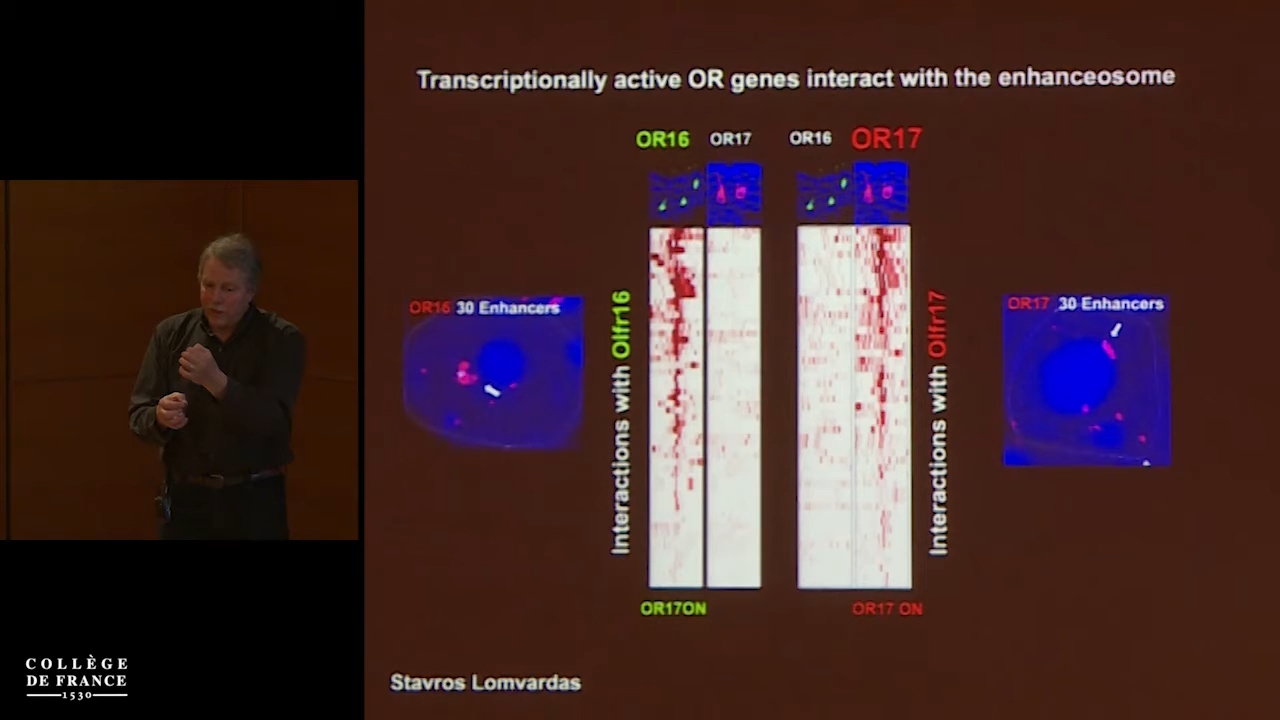 Transcriptionally active OR genes interact with the enhanceosome
OR16 OR17 OR16 OR17
OR16 30 Enhancers
OR17 30 Enhancers
Interactions with Olfr16
Interactions with Olfr17
OR17ON
OR17 ON
Stavros Lomvardas
COLLÈGE
DE FRANCE
1530